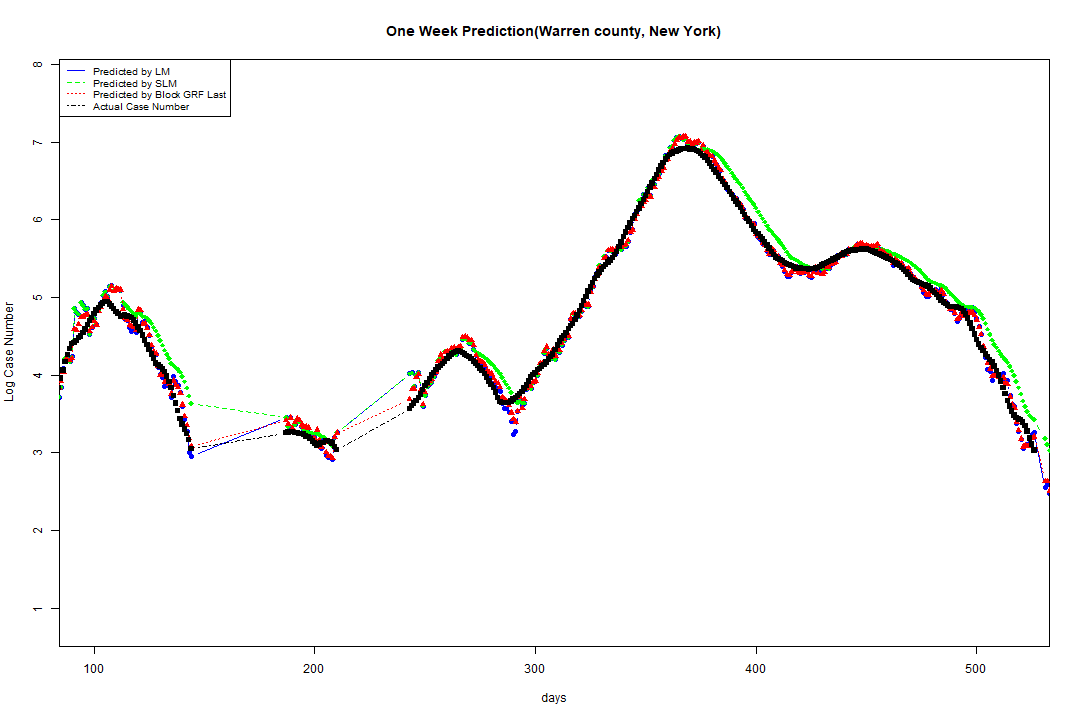 One Week Prediction(Warren county, New York)
Predicted by LM
Predicted by SLM
Predicted by Block GRF Last
Actual Case Number
Log Case Number
8
7
6
5
4
3
2
1
100 200 300 400 500
days